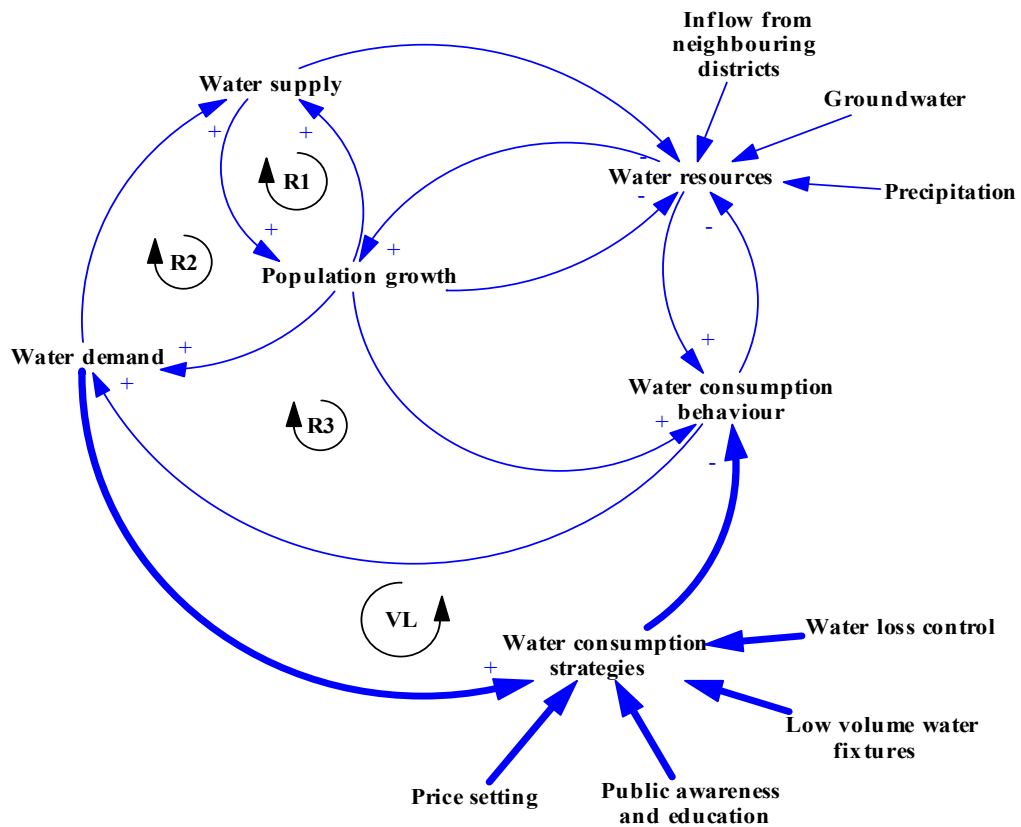 Inflow from
neighbouring
districts
Water supply
Groundwater
+
+
-
R1
Water resources
Precipitation
-
-
+
+
R2
Population growth
+
+
Water demand
+
Water consumption
behaviour
R3
+
-
VL
Water consumption
strategies
Water loss control
+
Low volume water
fixtures
Price setting
Public awareness
and education